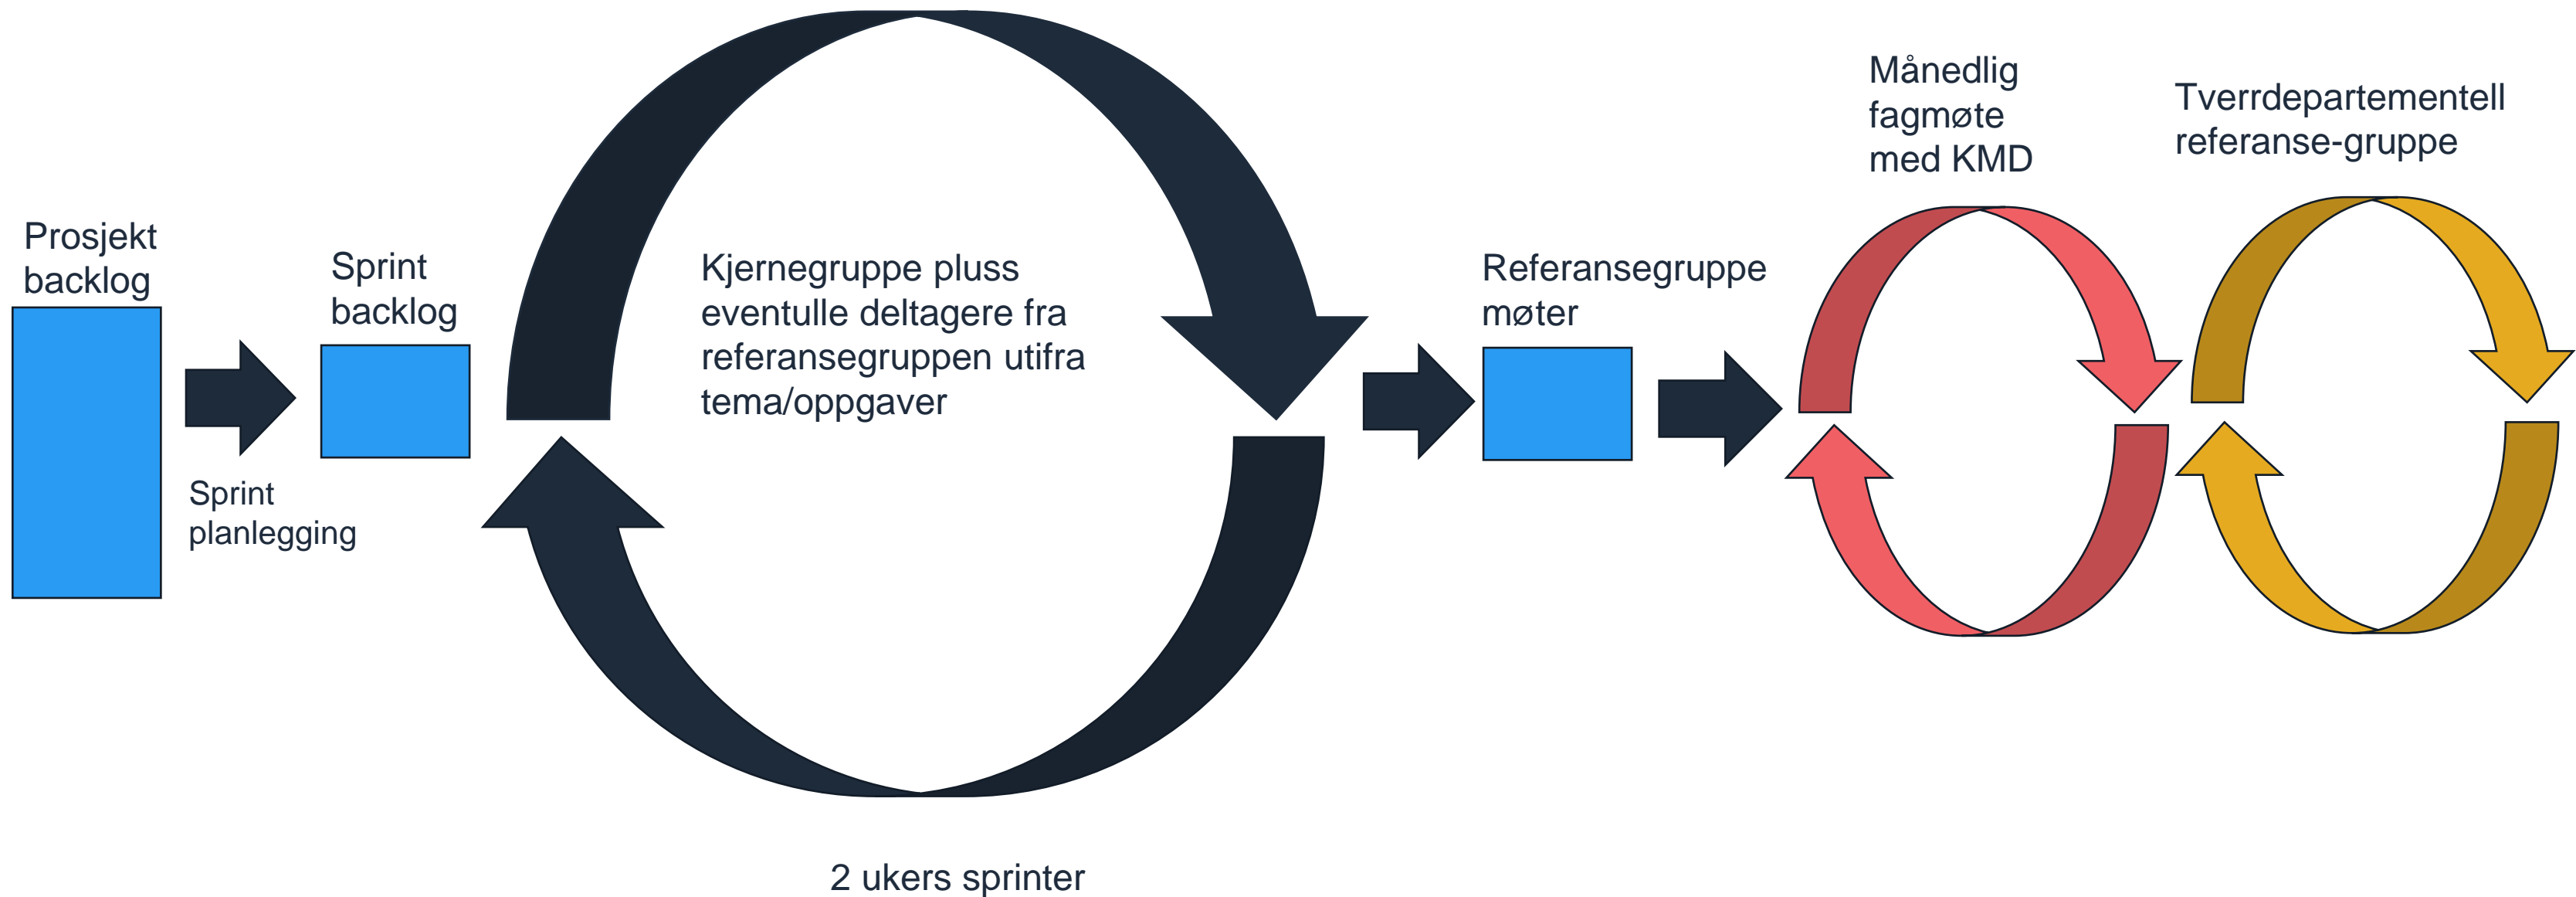 Prosjekt
backlog
Sprint
planlegging
Sprint
backlog
Kjernegruppe pluss
eventulle deltagere fra
referansegruppen utifra
tema/oppgaver
2 ukers sprinter
Referansegruppe
møter
Månedlig
fagmøte
med KMD
Tverrdepartementell
referanse-gruppe